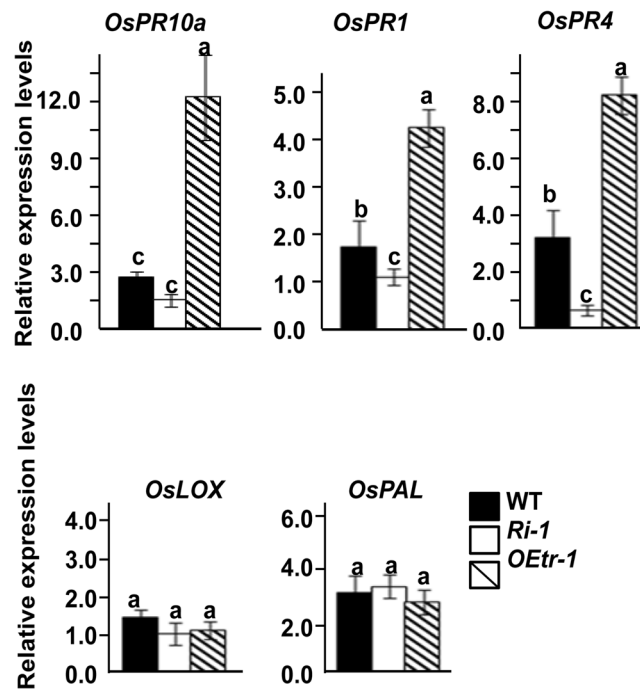 OsPR10a
OsPR1
OsPR4
Relative expression levels
12.0
9.0
6.0
3.0
0.0
c
c
a
5.0
4.0
3.0
2.0
1.0
0.0
b
c
a
8.0
6.0
4.0
2.0
0.0
b
c
a
Relative expression levels
OsLOX
OsPAL
4.0
3.0
2.0
1.0
0.0
a
a
a
6.0
4.0
2.0
0.0
a
a
a
WT
Ri-1
OEtr-1